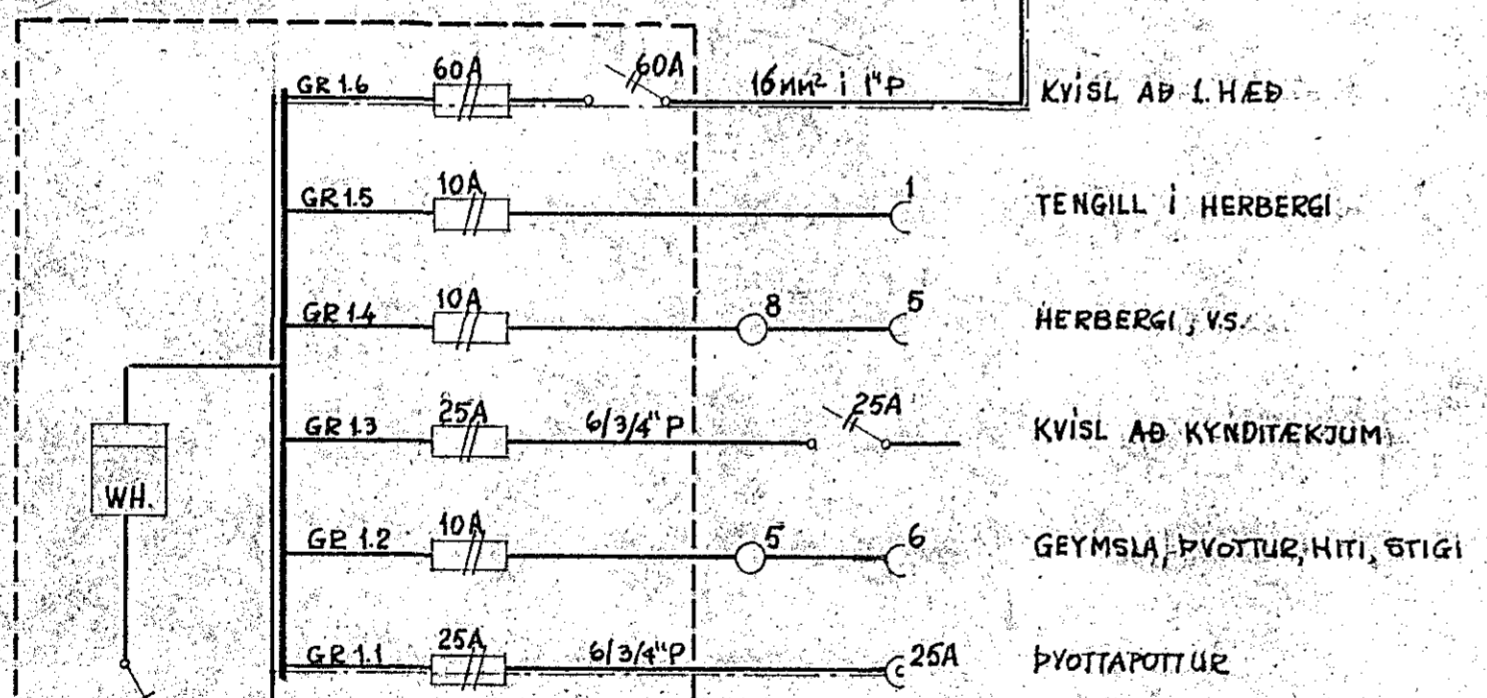 GR 1.6 60A 60A 16mm² í 1"P KVÍSL AÐ 1. HÆÐ
GR 1.5 10A 1 TENGILL Í HERBERGI
GR 1.4 10A 8 5 HERBERGI, V.S.
GR 1.3 25A 6/3/4"P 25A KVÍSL AÐ KYNDITÆKJUM
WH.
GR 1.2 10A 5 6 GEYMSLA, ÞVOTTUR, HITI, STIGI
GR 1.1 25A 6/3/4"P 25A ÞVOTTAPOTTUR